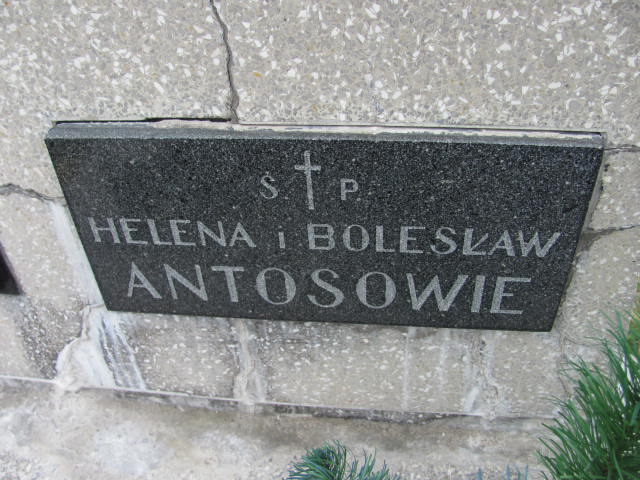 Ś. P.
HELENA i BOLESŁAW
ANTOSOWIE